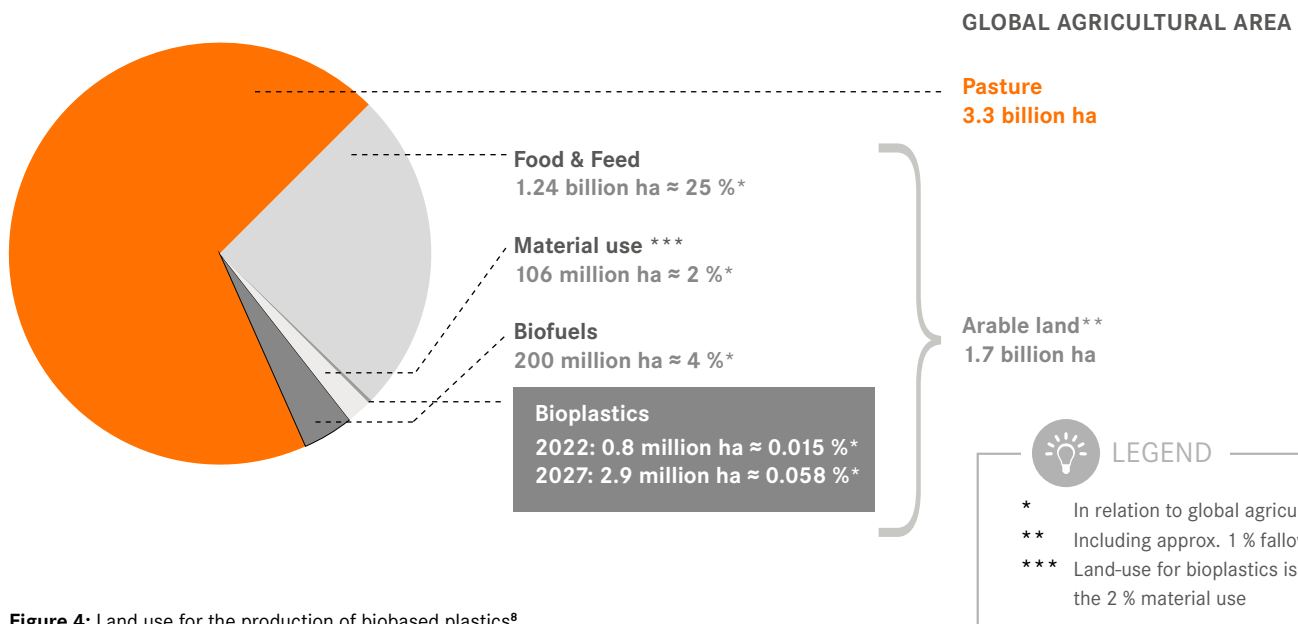 GLOBAL AGRICULTURAL AREA
Pasture
3.3 billion ha
Food & Feed
1.24 billion ha ≈ 25 %*
Material use ***
106 million ha ≈ 2 %*
Biofuels
200 million ha ≈ 4 %*
Bioplastics
2022: 0.8 million ha ≈ 0.015 %*
2027: 2.9 million ha ≈ 0.058 %*
Arable land**
1.7 billion ha
LEGEND
* In relation to global
** Including approx. 1 %
*** Land-use for bioplastics is
the 2 % material use
Figure 4: Land use for the production of biobased plastics⁸